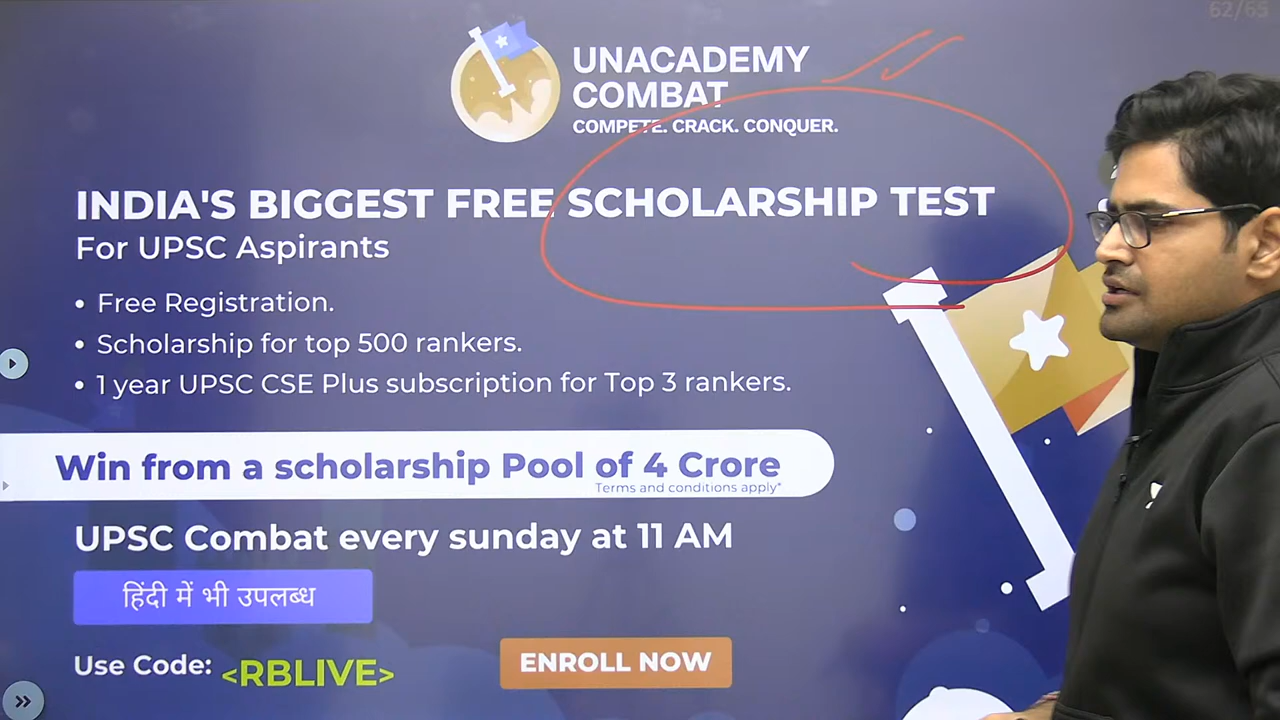 62/65
UNACADEMY
COMBAT
COMPETE. CRACK. CONQUER.
INDIA'S BIGGEST FREE SCHOLARSHIP TEST
For UPSC Aspirants
• Free Registration.
• Scholarship for top 500 rankers.
• 1 year UPSC CSE Plus subscription for Top 3 rankers.
Win from a scholarship Pool of 4 Crore
Terms and conditions apply*
UPSC Combat every sunday at 11 AM
हिंदी में भी उपलब्ध
Use Code: <RBLIVE>
ENROLL NOW